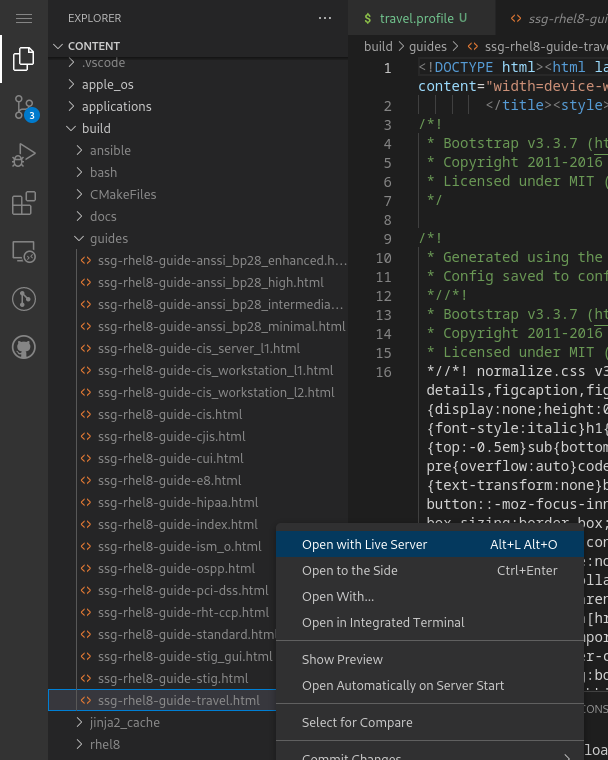 EXPLORER
CONTENT
.vscode
apple_os
applications
build
ansible
bash
CMakeFiles
docs
guides
ssg-rhel8-guide-anssi_bp28_enhanced.h...
ssg-rhel8-guide-anssi_bp28_high.html
ssg-rhel8-guide-anssi_bp28_intermedia...
ssg-rhel8-guide-anssi_bp28_minimal.html
ssg-rhel8-guide-cis_server_l1.html
ssg-rhel8-guide-cis_workstation_l1.html
ssg-rhel8-guide-cis_workstation_l2.html
ssg-rhel8-guide-cis.html
ssg-rhel8-guide-cjis.html
ssg-rhel8-guide-cui.html
ssg-rhel8-guide-e8.html
ssg-rhel8-guide-hipaa.html
ssg-rhel8-guide-index.html
ssg-rhel8-guide-ism_o.html
ssg-rhel8-guide-ospp.html
ssg-rhel8-guide-pci-dss.html
ssg-rhel8-guide-rht-ccp.html
ssg-rhel8-guide-standard.html
ssg-rhel8-guide-stig_gui.html
ssg-rhel8-guide-stig.html
ssg-rhel8-guide-travel.html
jinja2_cache
rhel8
3
$ travel.profile U
<> ssg-rhel8-gui
build > guides > <> ssg-rhel8-guide-trave
1 <!DOCTYPE html><html la
content="width=device-w
2 </title><style>
3 /*!
4 * Bootstrap v3.3.7 (ht
5 * Copyright 2011-2016
6 * Licensed under MIT (
7 */
8
9 /*!
10 * Generated using the
11 * Config saved to conf
12 *//*!
13 * Bootstrap v3.3.7 (ht
14 * Copyright 2011-2016
15 * Licensed under MIT (
16 *//*! normalize.css v3
details,figcaption,fig
{display:none;height:0
{font-style:italic}h1{
{top:-0.5em}sub{bottom
pre{overflow:auto}code
{text-transform:none}b
button::-moz-focus-inn
box-sizing:border-box;
Open with Live Server Alt+L Alt+O
Open to the Side Ctrl+Enter
Open With...
Open in Integrated Terminal
Show Preview
Open Automatically on Server Start
Select for Compare
Commit Changes